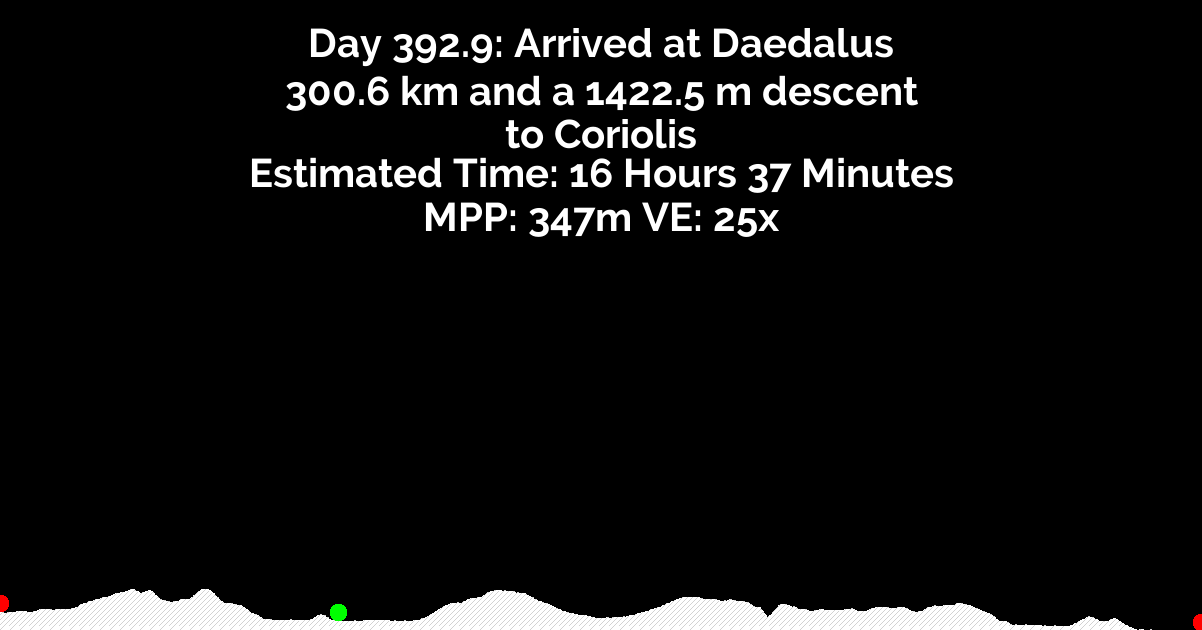 Day 392.9: Arrived at Daedalus
300.6 km and a 1422.5 m descent
to Coriolis
Estimated Time: 16 Hours 37 Minutes
MPP: 347m VE: 25x